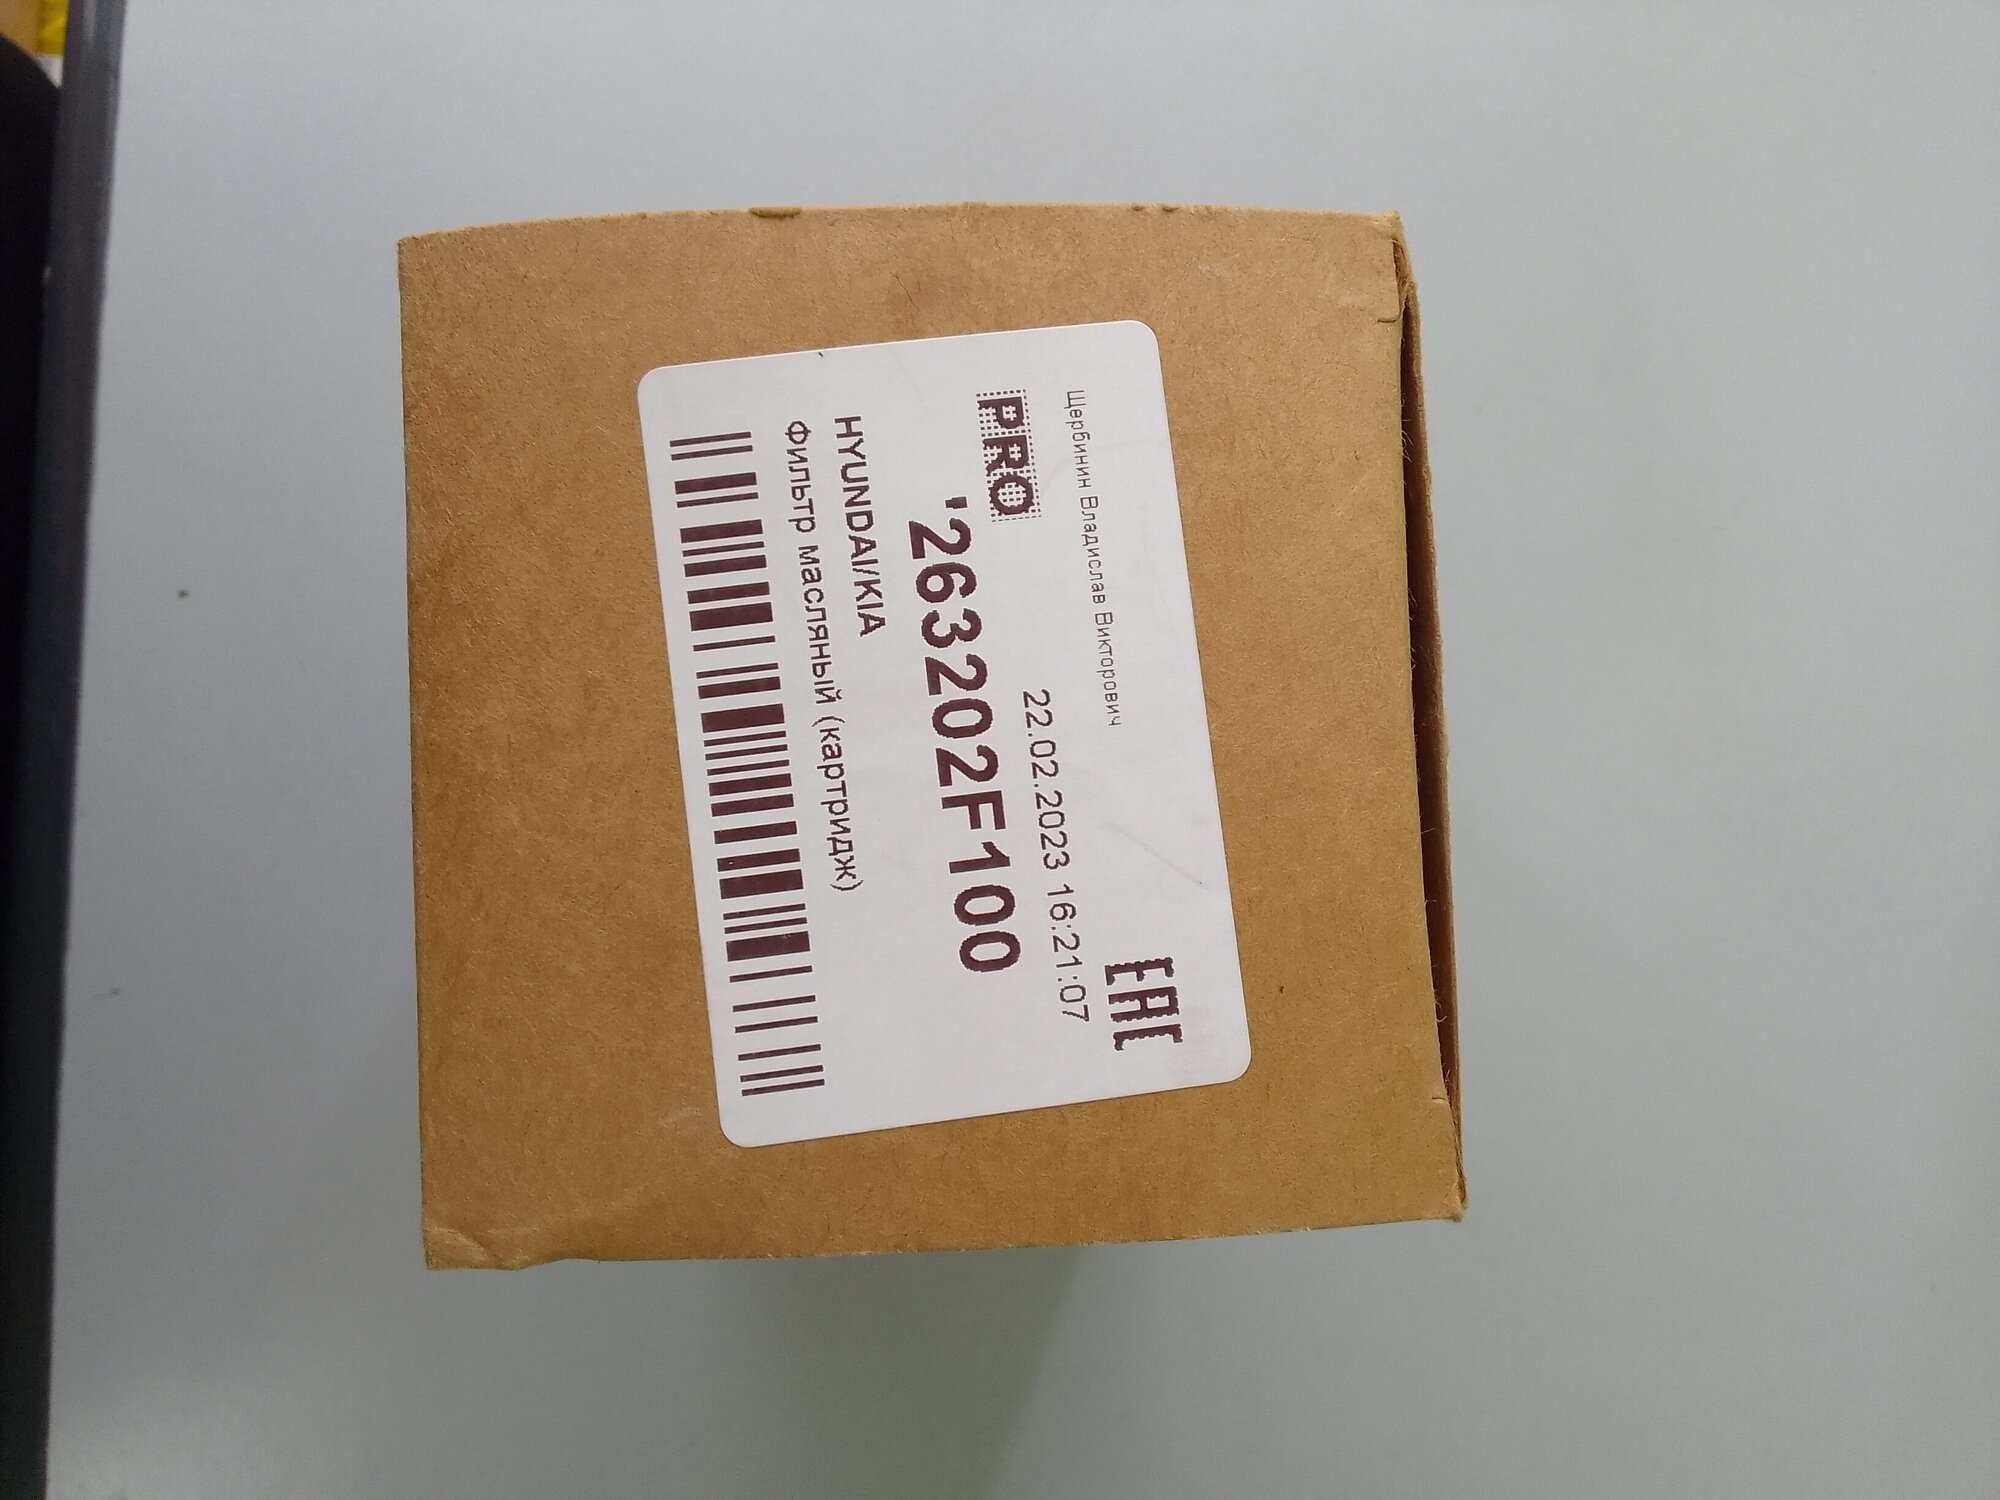 Щербинин Владислав Викторович
EAC
PRO
22.02.2023 16:21:07
'263202F100
HYUNDAI/KIA
Фильтр масляный (картридж)